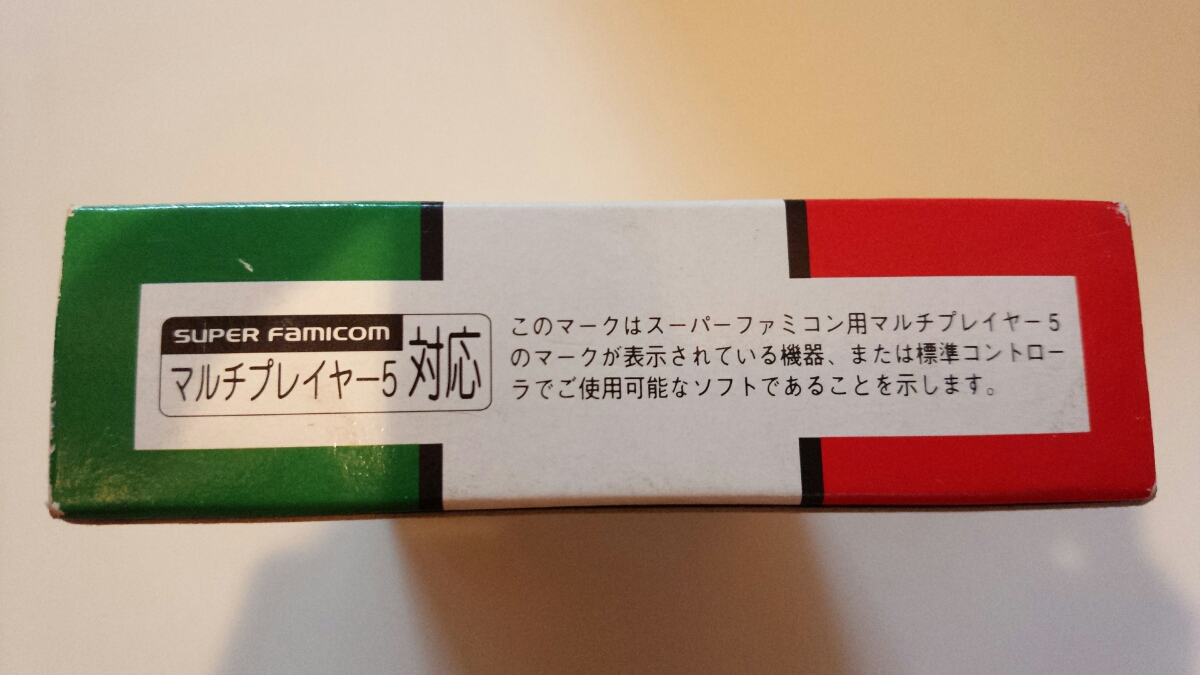 SUPER FAMICOM
マルチプレイヤー5 対応
このマークはスーパーファミコン用マルチプレイヤー5
のマークが表示されている機器、または標準コントロー
ラでご使用可能なソフトであることを示します。